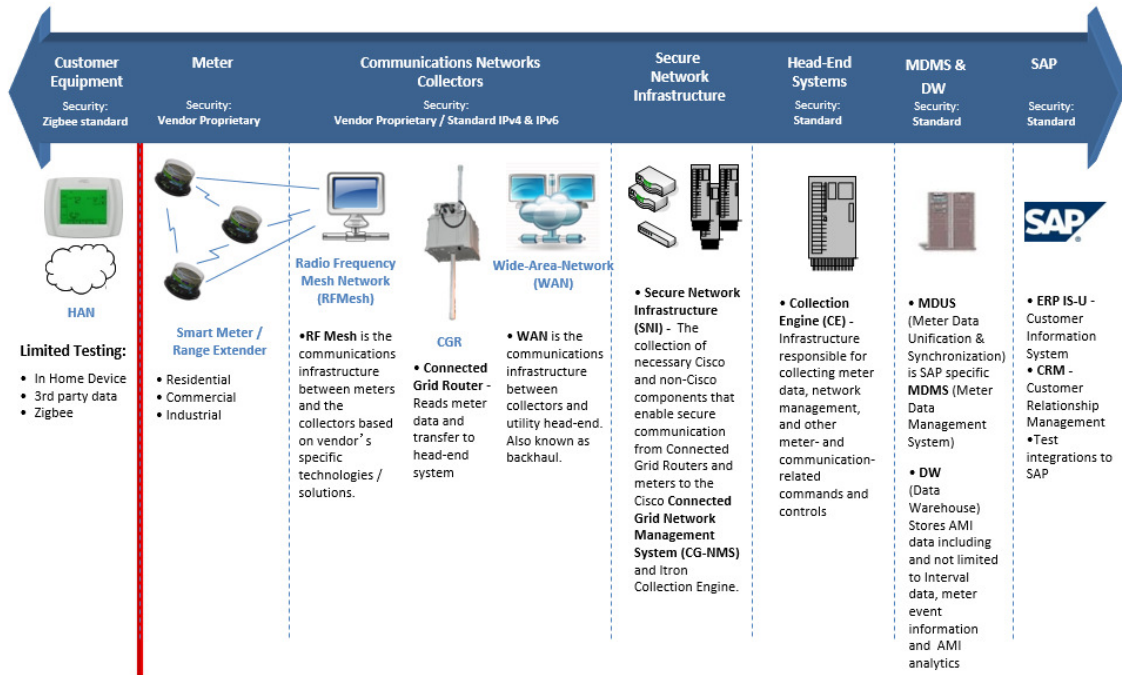 Customer
Equipment
Security:
Zigbee standard
Meter
Security:
Vendor Proprietary
Communications Networks
Collectors
Security:
Vendor Proprietary / Standard IPv4 & IPv6
Secure
Network
Infrastructure
Head-End
Systems
Security:
Standard
MDMS &
DW
Security:
Standard
SAP
Security:
Standard
HAN
Limited Testing:
• In Home Device
• 3rd party data
• Zigbee
Smart Meter /
Range Extender
• Residential
• Commercial
• Industrial
Radio Frequency
Mesh Network
(RFMesh)
•RF Mesh is the
communications
infrastructure
between meters
and the
collectors based
on vendor's
specific
technologies /
solutions.
CGR
• Connected
Grid Router -
Reads meter
data and
transfer to
head-end
system
Wide-Area-Network
(WAN)
• WAN is the
communications
infrastructure
between
collectors and
utility head-end.
Also known as
backhaul.
• Secure Network
Infrastructure
(SNI) - The
collection of
necessary Cisco
and non-Cisco
components that
enable secure
communication
from Connected
Grid Routers and
meters to the
Cisco Connected
Grid Network
Management
System (CG-NMS)
and Itron
Collection Engine.
• Collection
Engine (CE) -
Infrastructure
responsible for
collecting meter
data, network
management,
and other
meter- and
communication-
related
commands and
controls
• MDUS
(Meter Data
Unification &
Synchronization)
is SAP specific
MDMS (Meter
Data
Management
System)
• DW
(Data
Warehouse)
Stores AMI
data including
and not limited
to Interval
data, meter
event
information
and AMI
analytics
SAP
• ERP IS-U -
Customer
Information
System
• CRM -
Customer
Relationship
Management
•Test
integrations to
SAP